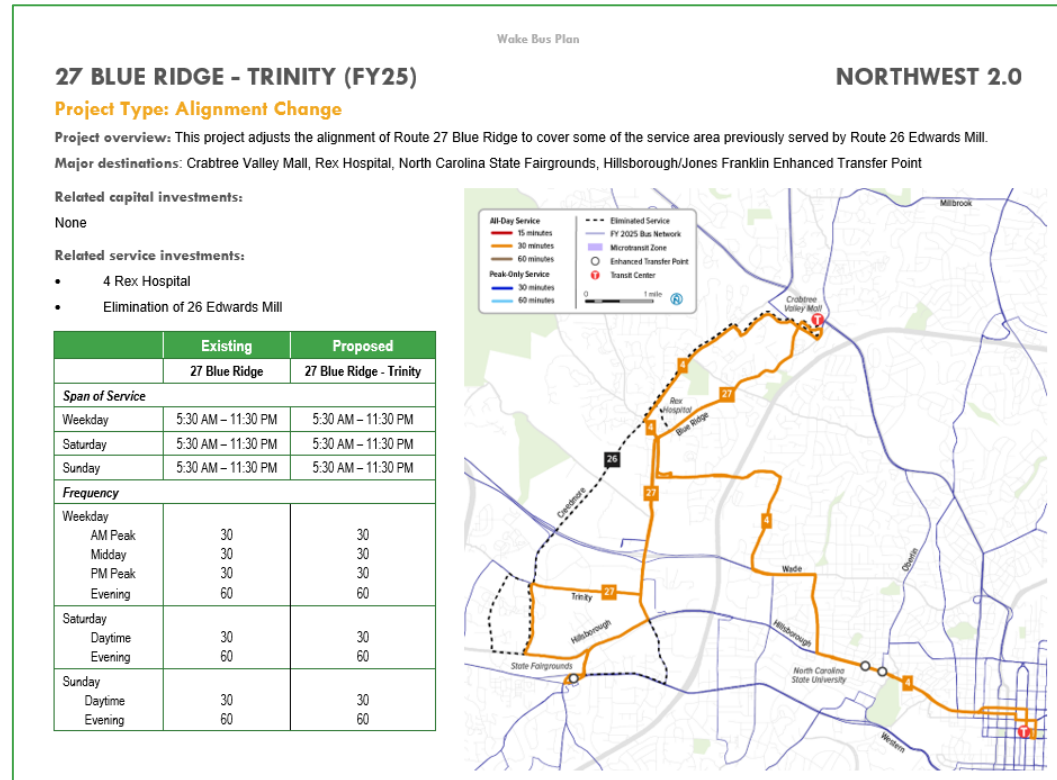 Wake Bus Plan
27 BLUE RIDGE - TRINITY (FY25)
NORTHWEST 2.0
Project Type: Alignment Change
Project overview: This project adjusts the alignment of Route 27 Blue Ridge to cover some of the service area previously served by Route 26 Edwards Mill.
Major destinations: Crabtree Valley Mall, Rex Hospital, North Carolina State Fairgrounds, Hillsborough/Jones Franklin Enhanced Transfer Point
Related capital investments:
None
Related service investments:
• 4 Rex Hospital
• Elimination of 26 Edwards Mill
Existing Proposed
27 Blue Ridge 27 Blue Ridge - Trinity
Span of Service
Weekday 5:30 AM – 11:30 PM 5:30 AM – 11:30 PM
Saturday 5:30 AM – 11:30 PM 5:30 AM – 11:30 PM
Sunday 5:30 AM – 11:30 PM 5:30 AM – 11:30 PM
Frequency
Weekday
AM Peak 30 30
Midday 30 30
PM Peak 30 30
Evening 60 60
Saturday
Daytime 30 30
Evening 60 60
Sunday
Daytime 30 30
Evening 60 60
All-Day Service
15 minutes
30 minutes
60 minutes
Peak-Only Service
30 minutes
60 minutes
Eliminated Service
FY 2025 Bus Network
Microtransit Zone
Enhanced Transfer Point
T Transit Center
0 1 mile
Millbrook
Crabtree
Valley Mall
T
4
27
Rex
Hospital
4
Blue Ridge
26
27
Creedmore
4
Oberlin
Wade
Trinity
27
Hillsborough
Hillsborough
State Fairgrounds
North Carolina
State University
4
Western
T